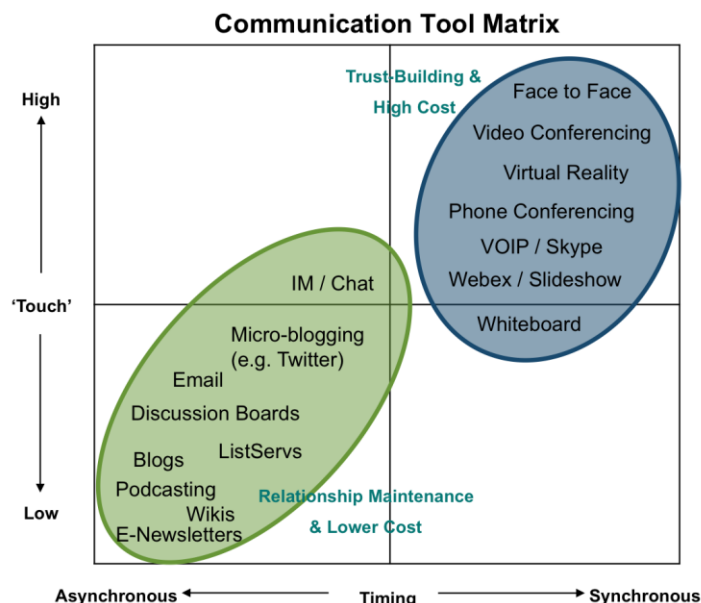 Communication Tool Matrix
Trust-Building &
High Cost
High
Face to Face
Video Conferencing
Virtual Reality
Phone Conferencing
VOIP / Skype
Webex / Slideshow
Whiteboard
IM / Chat
'Touch'
Micro-blogging
(e.g. Twitter)
Email
Discussion Boards
ListServs
Blogs
Podcasting
Wikis
E-Newsletters
Relationship Maintenance
& Lower Cost
Low
Asynchronous
Timing
Synchronous